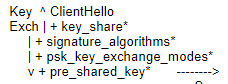 Key ^ ClientHello
Exch | + key_share*
| + signature_algorithms*
| + psk_key_exchange_modes*
v + pre_shared_key* -------->